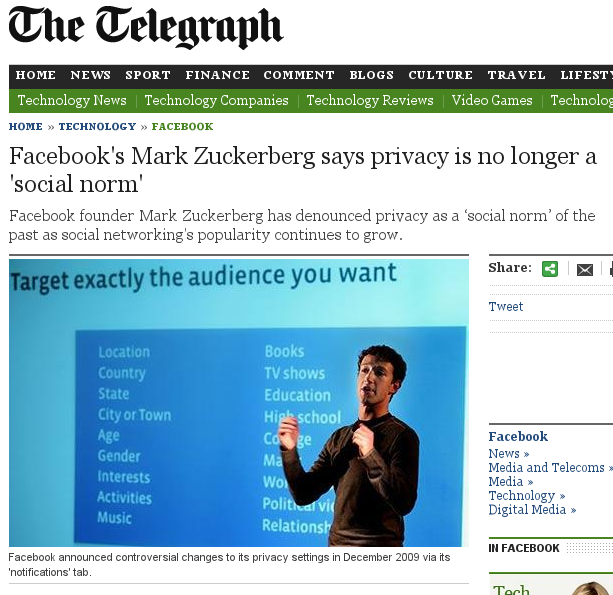 The Telegraph
HOME NEWS SPORT FINANCE COMMENT BLOGS CULTURE TRAVEL
Technology News Technology Companies Technology Reviews Video Games
HOME » TECHNOLOGY » FACEBOOK
Facebook's Mark Zuckerberg says privacy is no longer a
'social norm'
Facebook founder Mark Zuckerberg has denounced privacy as a ‘social norm’ of the
past as social networking's popularity continues to grow.
Target exactly the audience you want
Location
Country
State
City or Town
Age
Gender
Interests
Activities
Music
Books
TV shows
Education
High school
Facebook announced controversial changes to its privacy settings in December 2009 via its
'notifications' tab.
Share:
Tweet
Facebook
News »
Media and Telecoms »
Media »
Technology »
Digital Media »
IN FACEBOOK
Tech